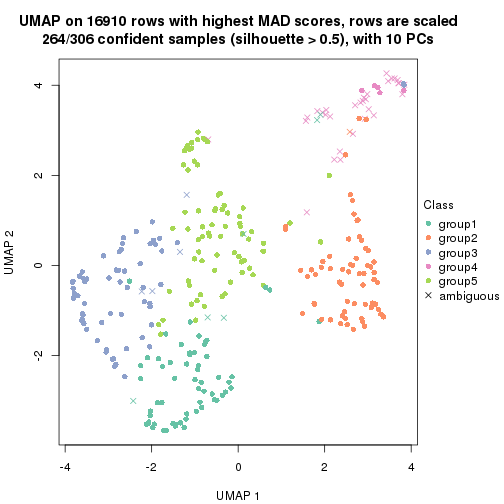 UMAP on 16910 rows with highest MAD scores, rows are scaled
264/306 confident samples (silhouette > 0.5), with 10 PCs
4
2
0
-2
-4
-2
0
2
4
UMAP 1
UMAP 2
Class
group1
group2
group3
group4
group5
ambiguous